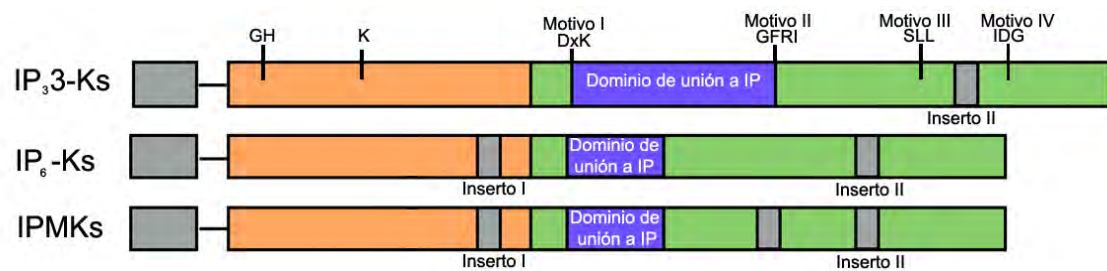 GH
K
Motivo I
DxK
Motivo II
GFRI
Motivo III
SLL
Motivo IV
IDG
IP₃3-Ks
Dominio de unión a IP
Inserto II
IP₆-Ks
Dominio de
unión a IP
Inserto I
Inserto II
IPMKs
Dominio de
unión a IP
Inserto I
Inserto II